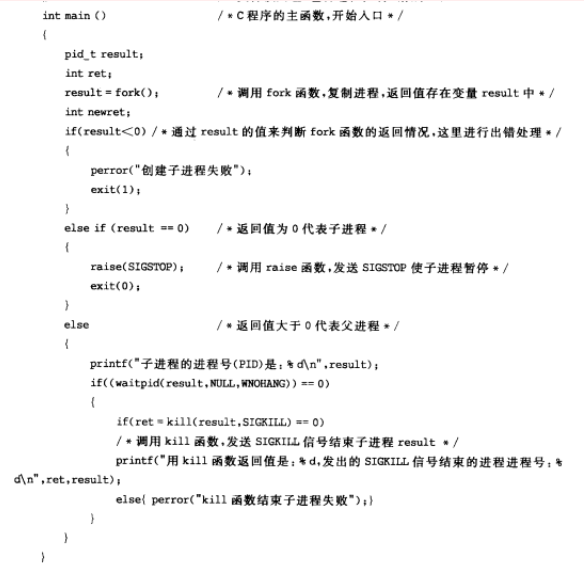 int main ()                /*C程序的主函数,开始入口*/
{
pid_t result;
int ret;
result = fork();           /*调用 fork 函数,复制进程,返回值存在变量 result 中*/
int newret;
if(result<0) /*通过 result 的值来判断 fork 函数的返回情况,这里进行出错处理*/
{
perror("创建子进程失败");
exit(1);
}
else if (result == 0)      /*返回值为0代表子进程*/
{
raise(SIGSTOP);            /*调用 raise 函数,发送 SIGSTOP 使子进程暂停*/
exit(0);
}
else                       /*返回值大于0代表父进程*/
{
printf("子进程的进程号(PID)是:%d\n",result);
if((waitpid(result,NULL,WNOHANG)) == 0)
{
if(ret = kill(result,SIGKILL) == 0)
/*调用 kill 函数,发送 SIGKILL 信号结束子进程 result */
printf("用 kill 函数返回值是:%d,发出的 SIGKILL 信号结束的进程进程号:%
d\n",ret,result);
else{ perror("kill 函数结束子进程失败");}
}
}
}